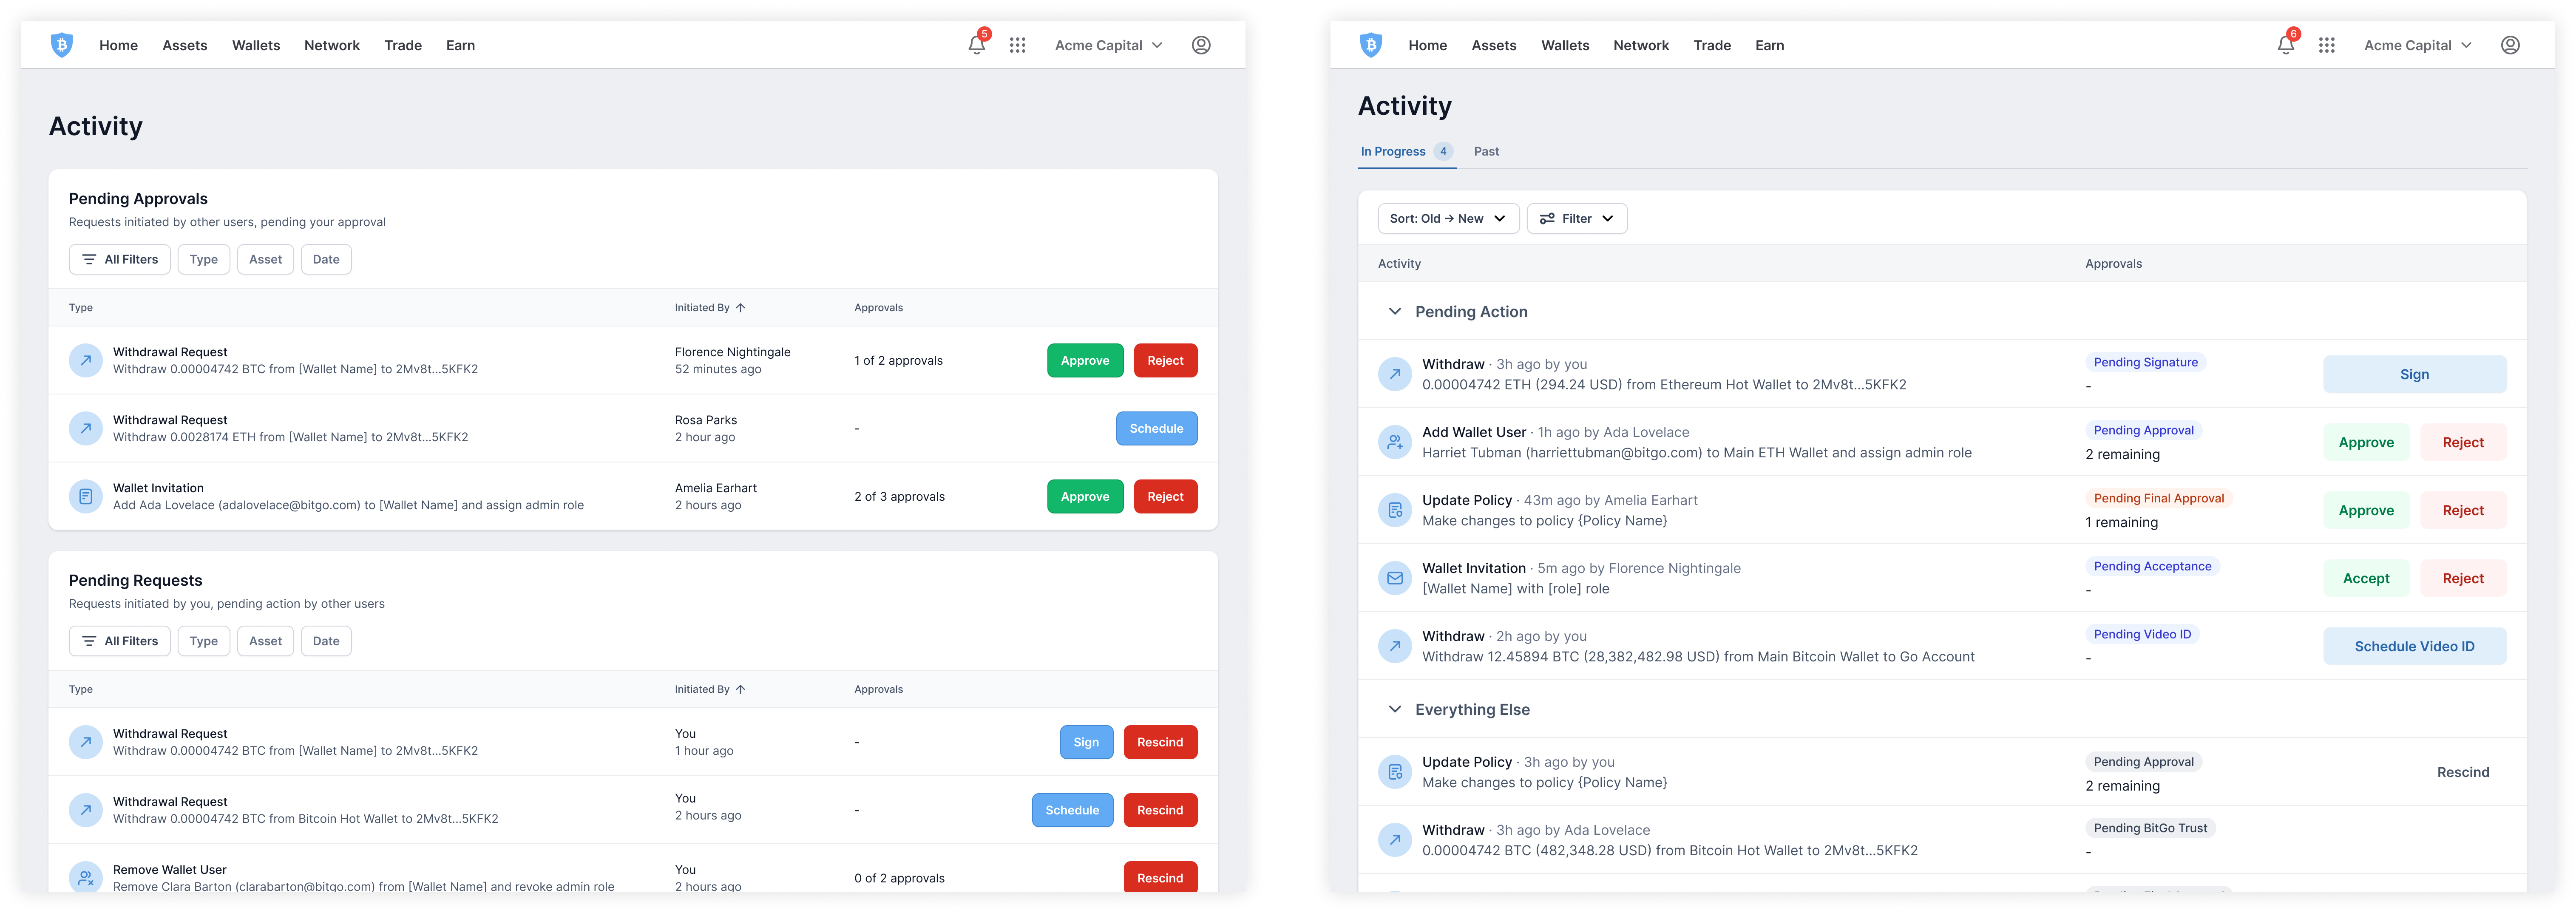 Home Assets Wallets Network Trade Earn 5 Acme Capital
Activity
Pending Approvals
Requests initiated by other users, pending your approval
All Filters Type Asset Date
Type Initiated By ↑ Approvals
Withdrawal Request
Withdraw 0.00004742 BTC from [Wallet Name] to 2Mv8t...5KFK2
Florence Nightingale
52 minutes ago
1 of 2 approvals
Approve Reject
Withdrawal Request
Withdraw 0.0028174 ETH from [Wallet Name] to 2Mv8t...5KFK2
Rosa Parks
2 hour ago
-
Schedule
Wallet Invitation
Add Ada Lovelace (adalovelace@bitgo.com) to [Wallet Name] and assign admin role
Amelia Earhart
2 hours ago
2 of 3 approvals
Approve Reject
Pending Requests
Requests initiated by you, pending action by other users
All Filters Type Asset Date
Type Initiated By ↑ Approvals
Withdrawal Request
Withdraw 0.00004742 BTC from [Wallet Name] to 2Mv8t...5KFK2
You
1 hour ago
-
Sign Rescind
Withdrawal Request
Withdraw 0.00004742 BTC from Bitcoin Hot Wallet to 2Mv8t...5KFK2
You
2 hours ago
-
Schedule Rescind
Remove Wallet User
Remove Clara Barton (clarabarton@bitgo.com) from [Wallet Name] and revoke admin role
You
2 hours ago
0 of 2 approvals
Rescind
Home Assets Wallets Network Trade Earn 6 Acme Capital
Activity
In Progress 4 Past
Sort: Old → New Filter
Activity Approvals
Pending Action
Withdraw · 3h ago by you
0.00004742 ETH (294.24 USD) from Ethereum Hot Wallet to 2Mv8t...5KFK2
Pending Signature
-
Sign
Add Wallet User · 1h ago by Ada Lovelace
Harriet Tubman (harriettubman@bitgo.com) to Main ETH Wallet and assign admin role
Pending Approval
2 remaining
Approve Reject
Update Policy · 43m ago by Amelia Earhart
Make changes to policy {Policy Name}
Pending Final Approval
1 remaining
Approve Reject
Wallet Invitation · 5m ago by Florence Nightingale
[Wallet Name] with [role] role
Pending Acceptance
-
Accept Reject
Withdraw · 2h ago by you
Withdraw 12.45894 BTC (28,382,482.98 USD) from Main Bitcoin Wallet to Go Account
Pending Video ID
-
Schedule Video ID
Everything Else
Update Policy · 3h ago by you
Make changes to policy {Policy Name}
Pending Approval
2 remaining
Rescind
Withdraw · 3h ago by Ada Lovelace
0.00004742 BTC (482,348.28 USD) from Bitcoin Hot Wallet to 2Mv8t...5KFK2
Pending BitGo Trust
-